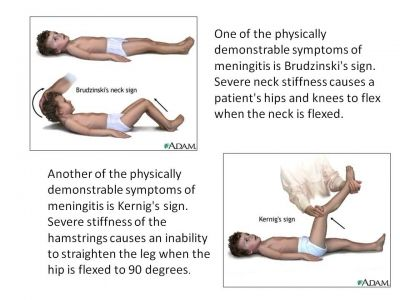 One of the physically
demonstrable symptoms of
meningitis is Brudzinski's sign.
Severe neck stiffness causes a
patient's hips and knees to flex
when the neck is flexed.
Brudzinski's neck sign
ADAM.
Another of the physically
demonstrable symptoms of
meningitis is Kernig's sign.
Severe stiffness of the
hamstrings causes an inability
to straighten the leg when the
hip is flexed to 90 degrees.
Kernig's sign
ADAM.